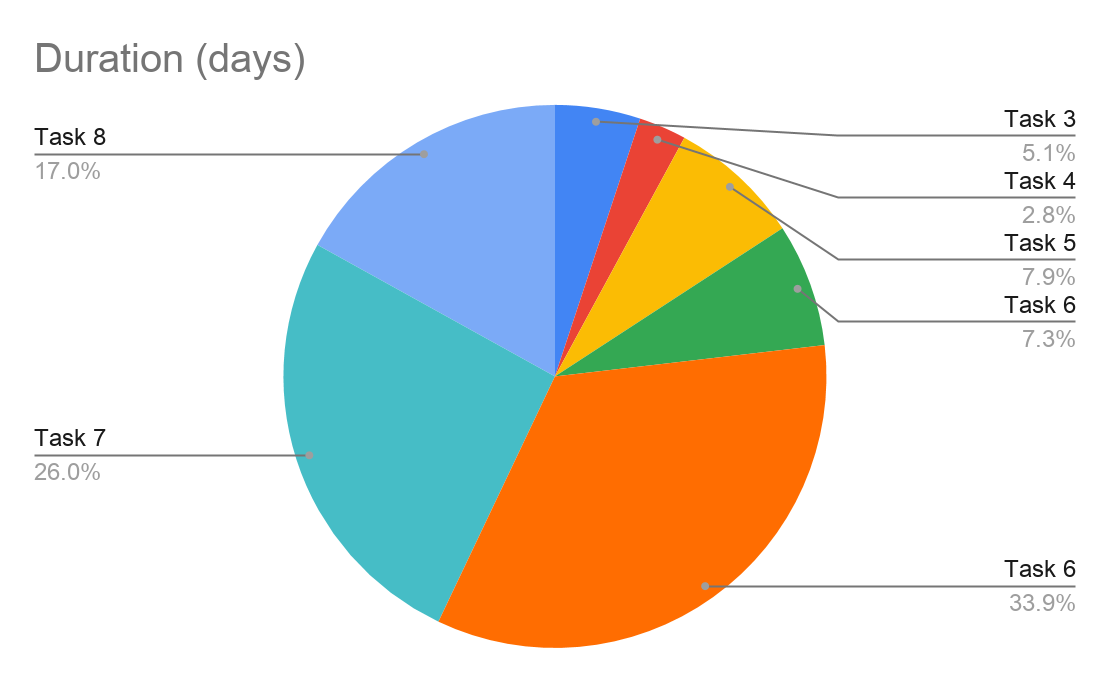 Duration (days)
Task 8
17.0%
Task 7
26.0%
Task 3
5.1%
Task 4
2.8%
Task 5
7.9%
Task 6
7.3%
Task 6
33.9%